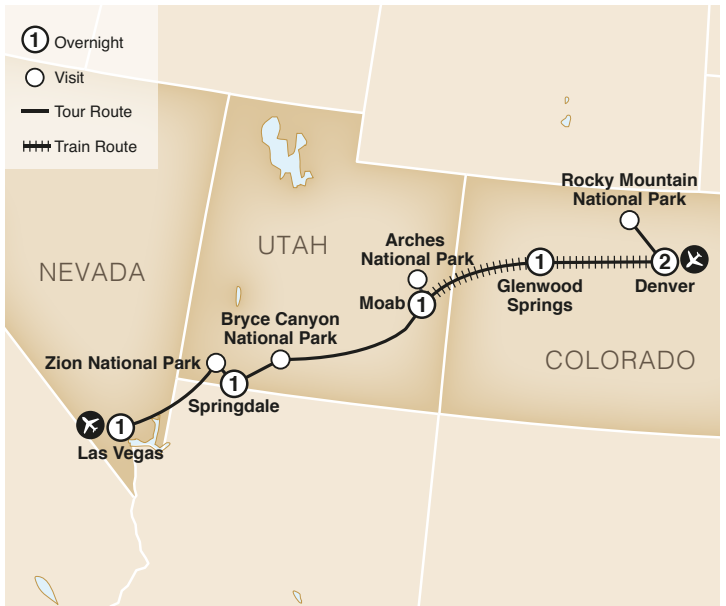 1 Overnight
Visit
Tour Route
Train Route
Rocky Mountain
National Park
UTAH
Arches
National Park
NEVADA
1
2
Glenwood
Springs
Denver
Moab
1
Bryce Canyon
National Park
COLORADO
Zion National Park
1
Springdale
1
Las Vegas